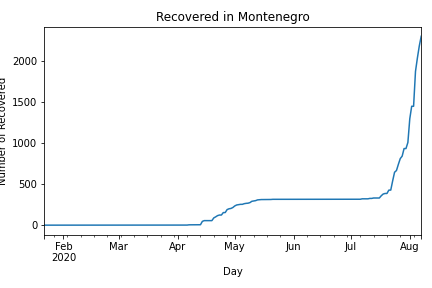 Recovered in Montenegro
Number of Recovered
2000
1500
1000
500
0
Feb
2020
Mar
Apr
May
Jun
Jul
Aug
Day